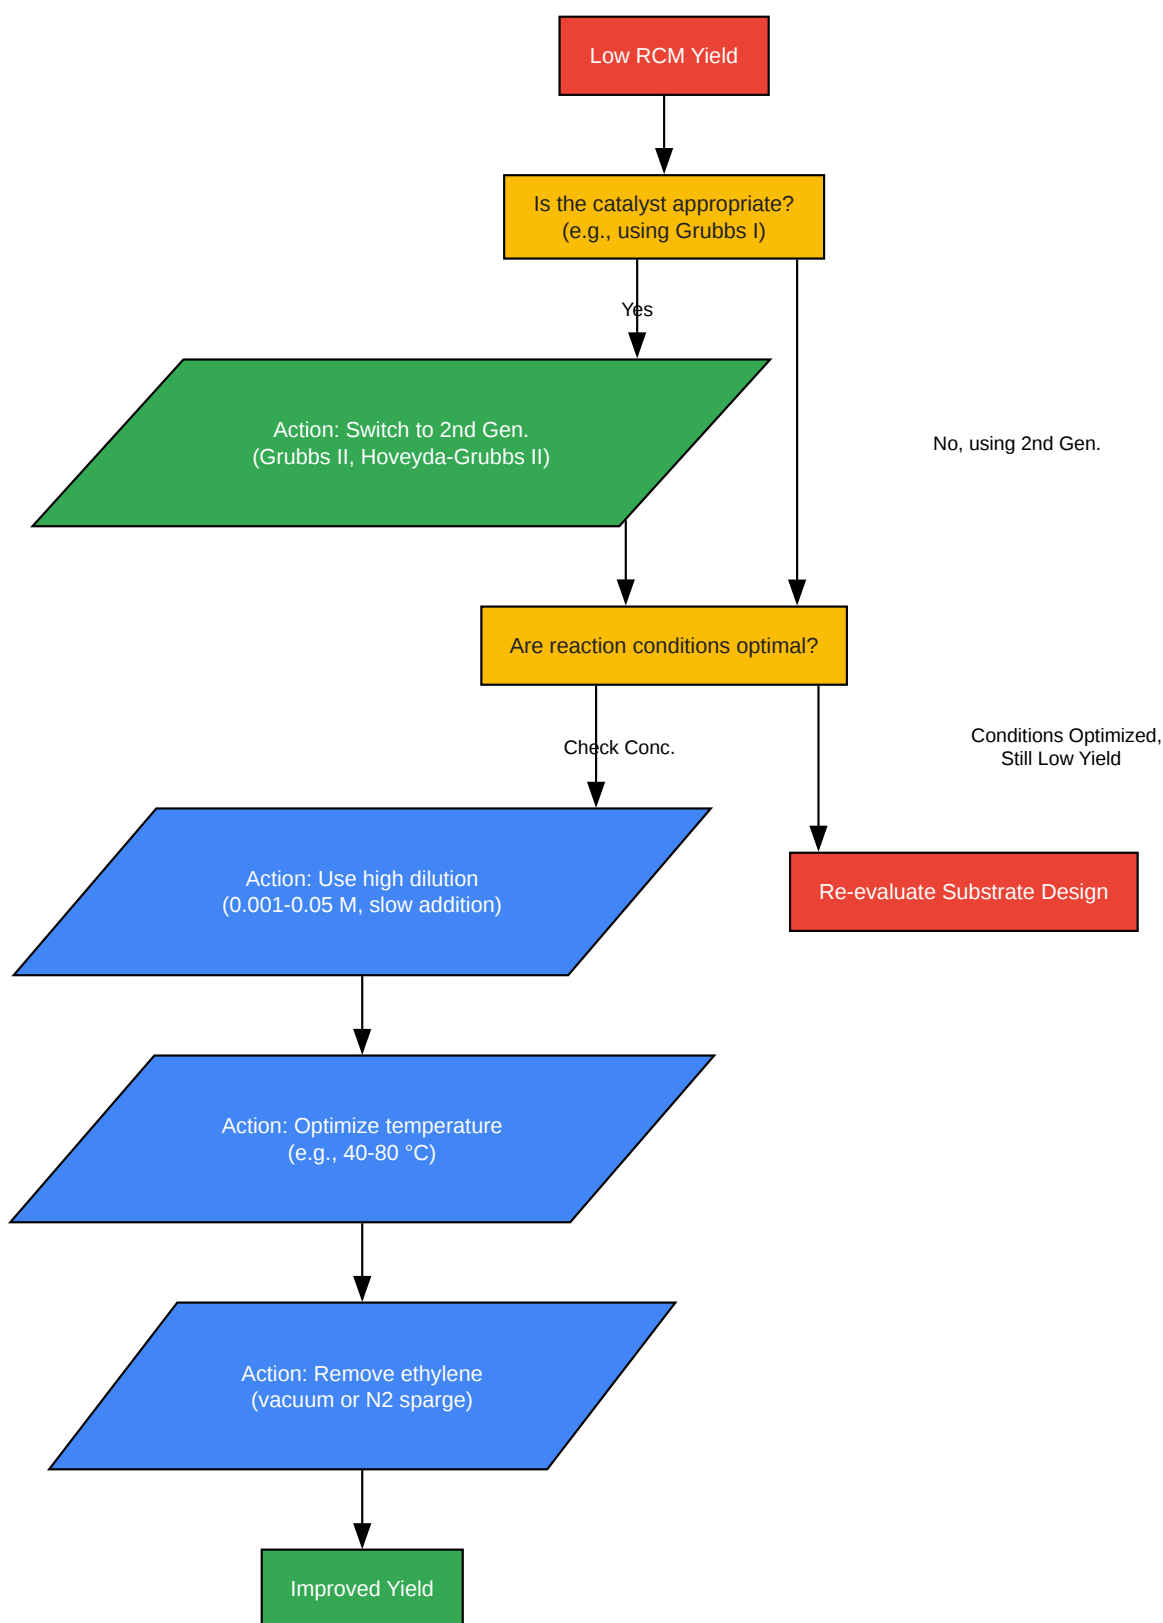 Low RCM Yield
Is the catalyst appropriate?
(e.g., using Grubbs I)
Yes
Action: Switch to 2nd Gen.
(Grubbs II, Hoveyda-Grubbs II)
No, using 2nd Gen.
Are reaction conditions optimal?
Check Conc.
Conditions Optimized,
Still Low Yield
Action: Use high dilution
(0.001-0.05 M, slow addition)
Re-evaluate Substrate Design
Action: Optimize temperature
(e.g., 40-80 °C)
Action: Remove ethylene
(vacuum or N2 sparge)
Improved Yield